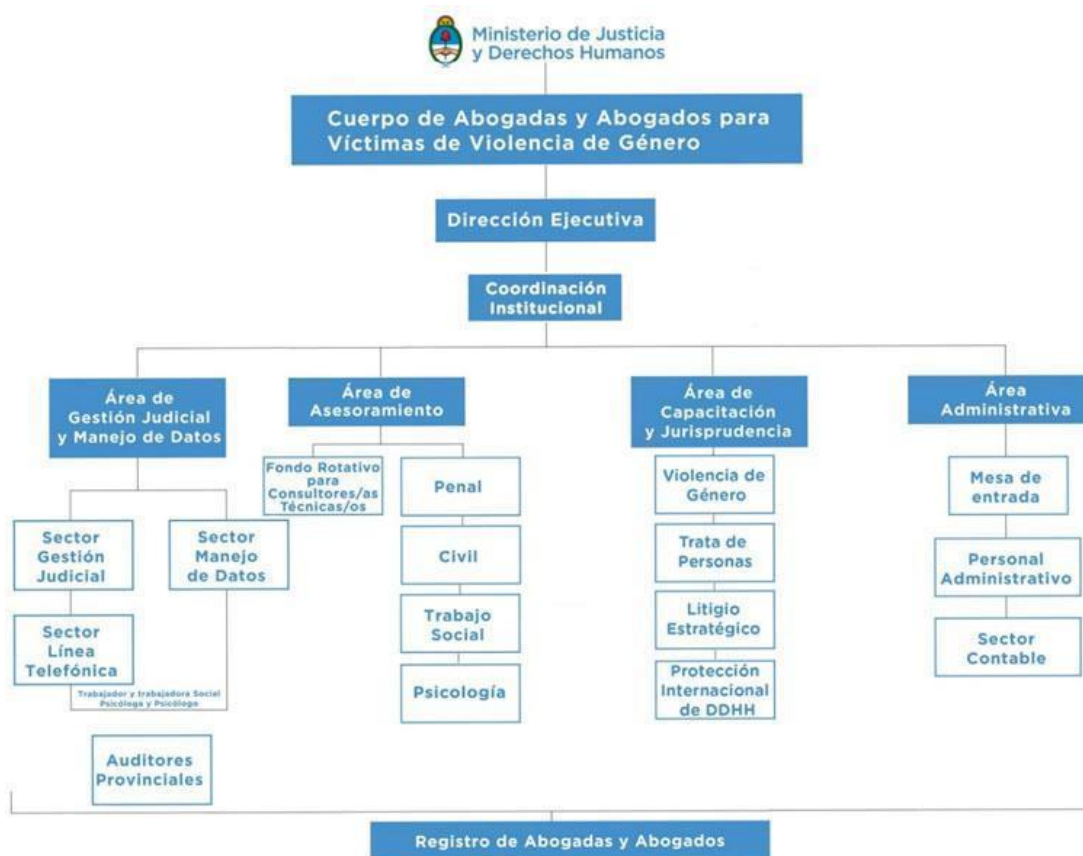 Ministerio de Justicia
y Derechos Humanos
Cuerpo de Abogadas y Abogados para
Víctimas de Violencia de Género
Dirección Ejecutiva
Coordinación
Institucional
Área de
Gestión Judicial
y Manejo de Datos
Área de
Asesoramiento
Área de
Capacitación
y Jurisprudencia
Área
Administrativa
Sector
Gestión
Judicial
Sector
Manejo
de Datos
Sector
Línea
Telefónica
Trabajador y trabajadora Social
Psicóloga y Psicólogo
Auditores
Provinciales
Fondo Rotativo
para
Consultores/as
Técnicas/os
Penal
Civil
Trabajo
Social
Psicología
Violencia de
Género
Trata de
Personas
Litigio
Estratégico
Protección
Internacional
de DDHH
Mesa de
entrada
Personal
Administrativo
Sector
Contable
Registro de Abogadas y Abogados